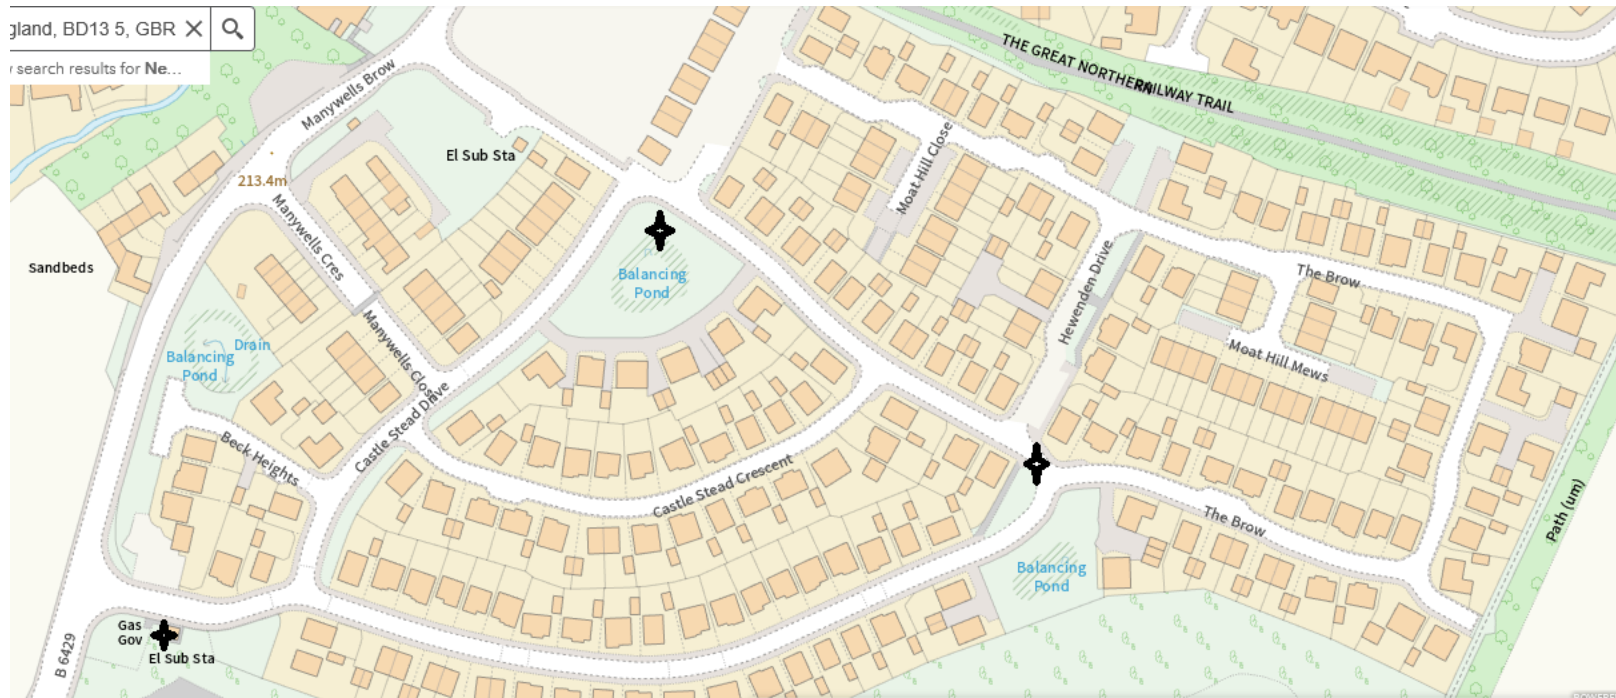 gland, BD13 5, GBR
search results for Ne...
THE GREAT NORTHERN
RAILWAY TRAIL
Manywells Brow
El Sub Sta
213.4m
Moat Hill Close
Manywells Cres
Sandbeds
Balancing
Pond
Hewenden Drive
The Brow
Manywells Close
Drain
Balancing
Pond
Moat Hill Mews
Castle Stead Drive
Beck Heights
Castle Stead Crescent
The Brow
Path (um)
Balancing
Pond
Gas
Gov
El Sub Sta
B 6429